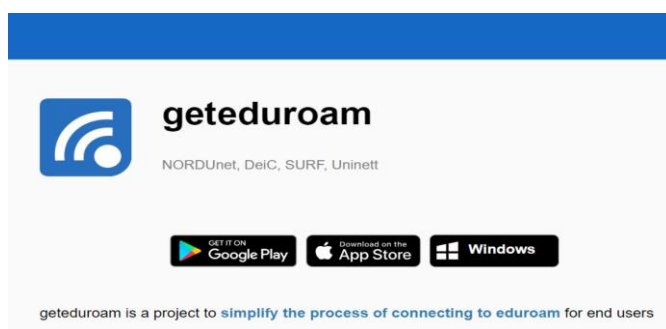 geteduroam
NORDUnet, DeiC, SURF, Uninett
GET IT ON
Google Play
Download on the
App Store
Windows
geteduroam is a project to simplify the process of connecting to eduroam for end users